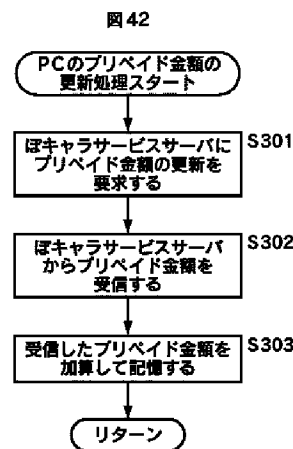 図42
PCのプリペイド金額の
更新処理スタート
ぽキャラサービスサーバに
プリペイド金額の更新を
要求する
S301
ぽキャラサービスサーバ
からプリペイド金額を
受信する
S302
受信したプリペイド金額を
加算して記憶する
S303
リターン